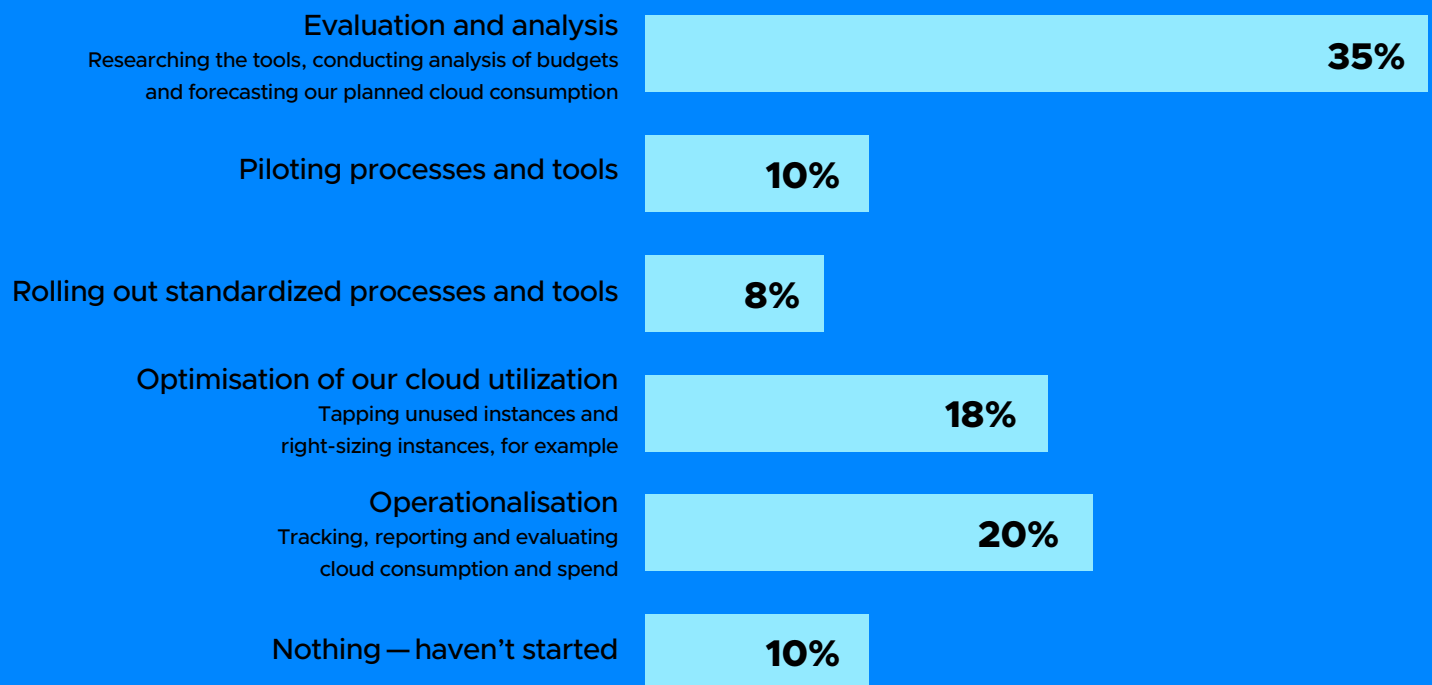 Evaluation and analysis
Researching the tools, conducting analysis of budgets
and forecasting our planned cloud consumption
35%
Piloting processes and tools
10%
Rolling out standardized processes and tools
8%
Optimisation of our cloud utilization
Tapping unused instances and
right-sizing instances, for example
18%
Operationalisation
Tracking, reporting and evaluating
cloud consumption and spend
20%
Nothing — haven’t started
10%